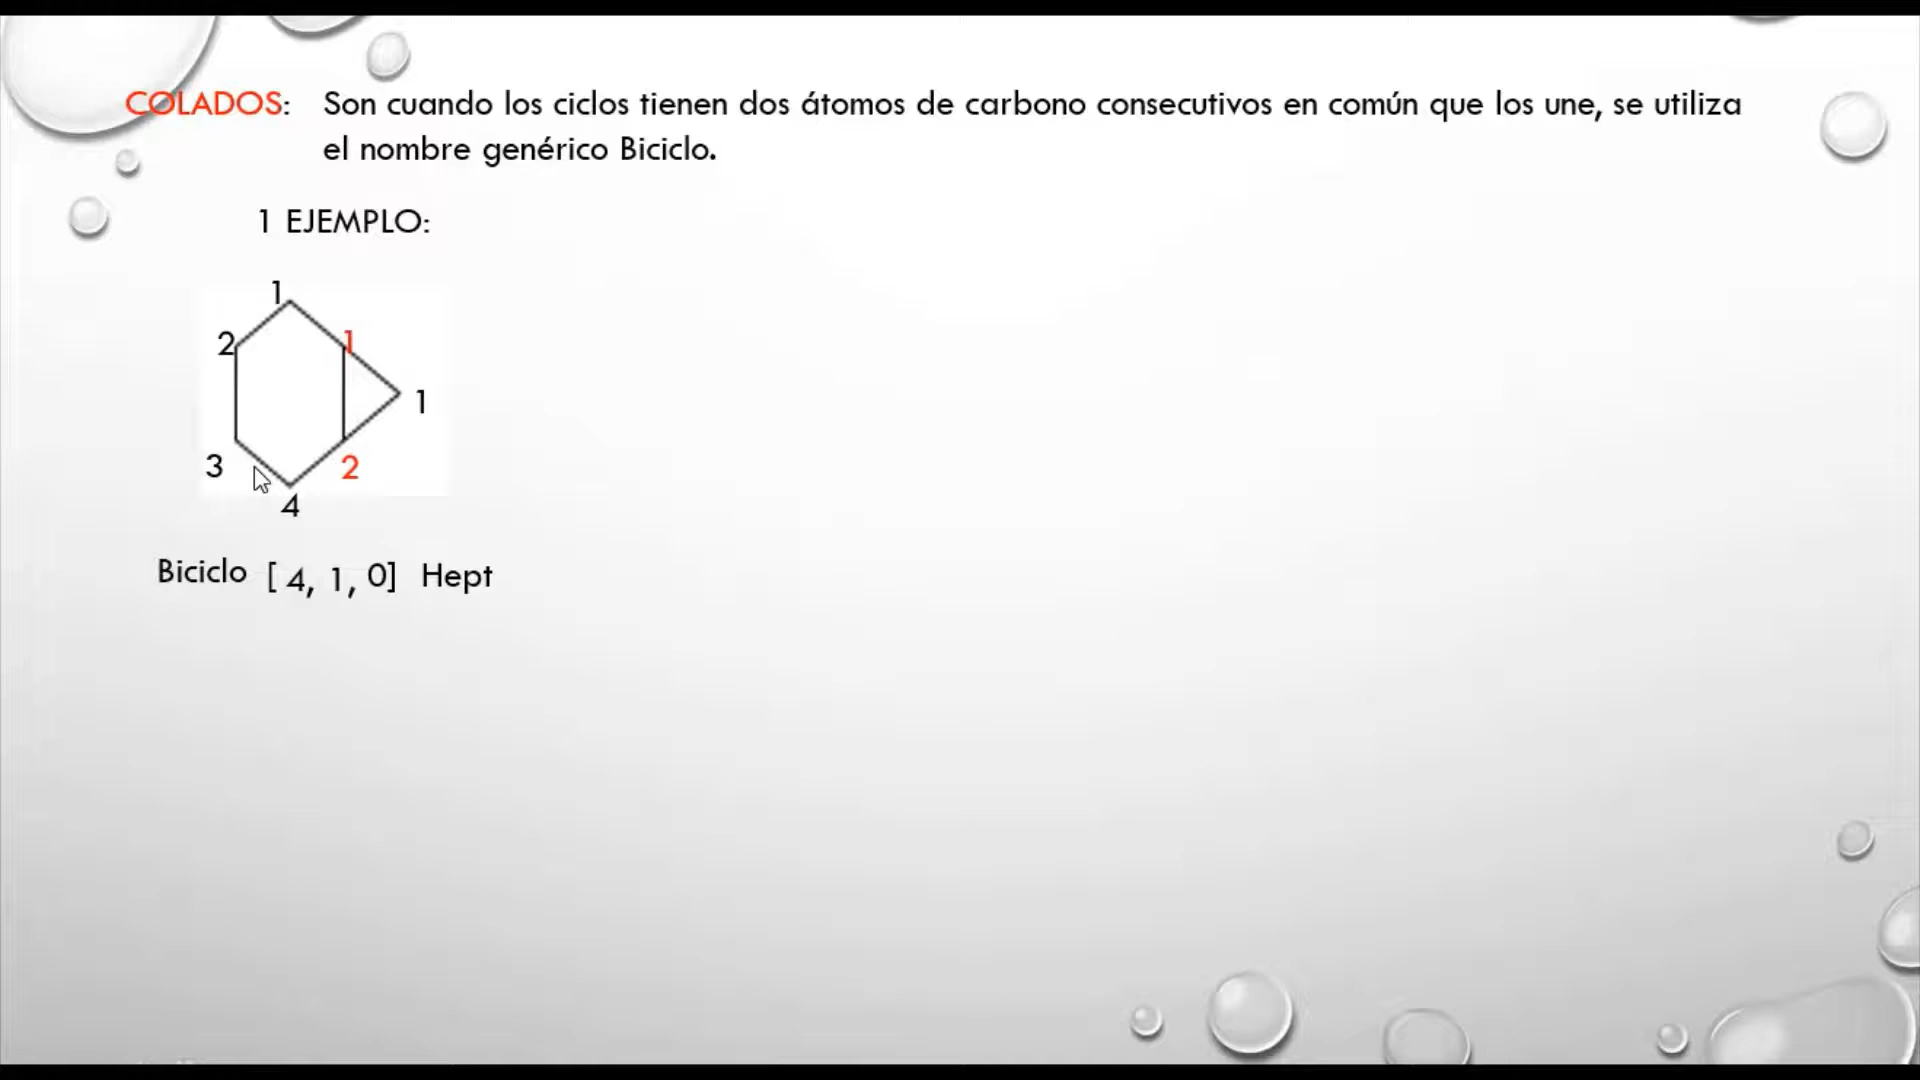 COLADOS: Son cuando los ciclos tienen dos átomos de carbono consecutivos en común que los une, se utiliza
el nombre genérico Biciclo.
1 EJEMPLO:
1
2
1
1
3
2
4
Biciclo [ 4, 1, 0] Hept